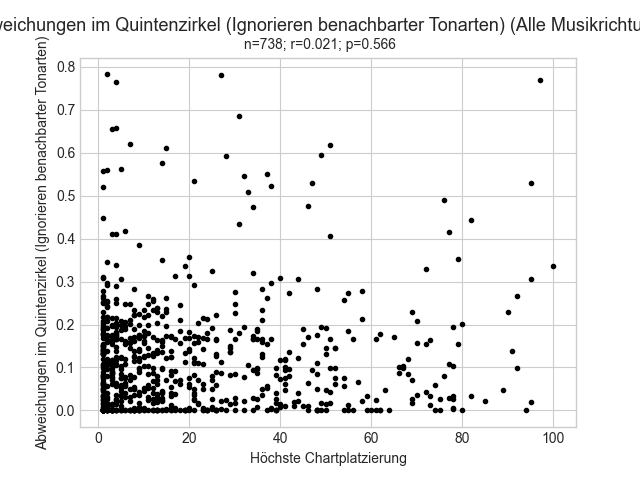 im Quintenzirkel (Ignorieren benachbarter Tonarten) (Alle
n=738; r=0.021; p=0.566
Abweichungen im Quintenzirkel (Ignorieren benachbarter Tonarten)
0.8
0.7
0.6
0.5
0.4
0.3
0.2
0.1
0.0
0 20 40 60 80 100
Höchste Chartplatzierung